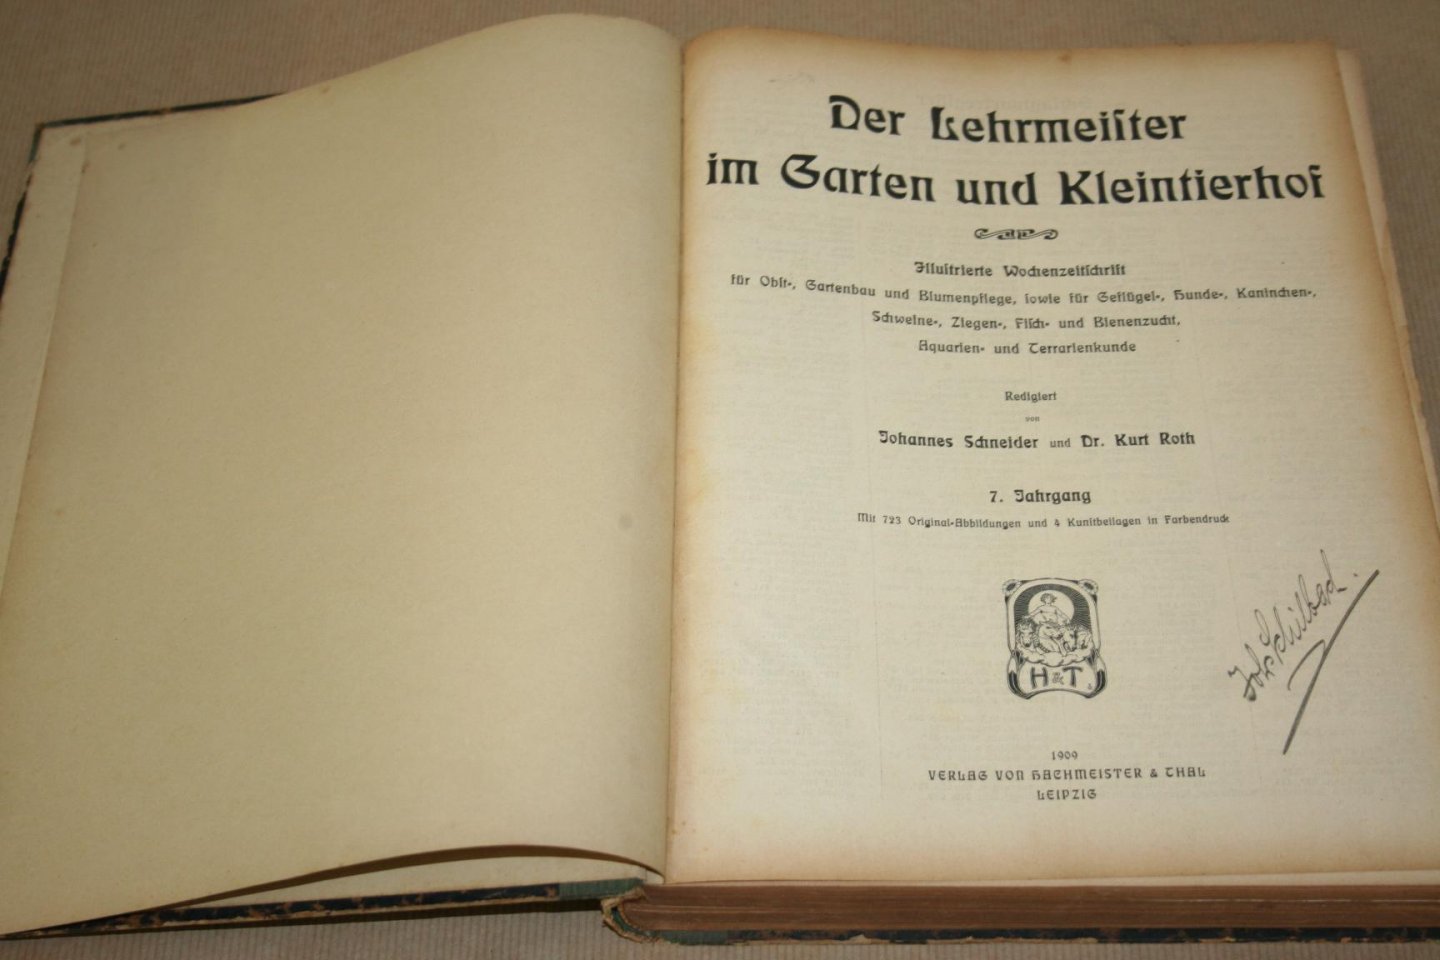 Der Lehrmeiſter
im Garten und Kleintierhof
Illuſtrierte Wochenzeitſchrift
für Obſt-, Gartenbau und Blumenpflege, ſowie für Geflügel-, Hunde-, Kaninchen-,
Schweine-, Ziegen-, Fiſch- und Bienenzucht,
Aquarien- und Terrarienkunde
Redigiert
von
Johannes Schneider und Dr. Kurt Roth
7. Jahrgang
Mit 723 Original-Abbildungen und 4 Kunſtbeilagen in Farbendruck
H & T
1909
VERLAG VON HACHMEISTER & THAL
LEIPZIG